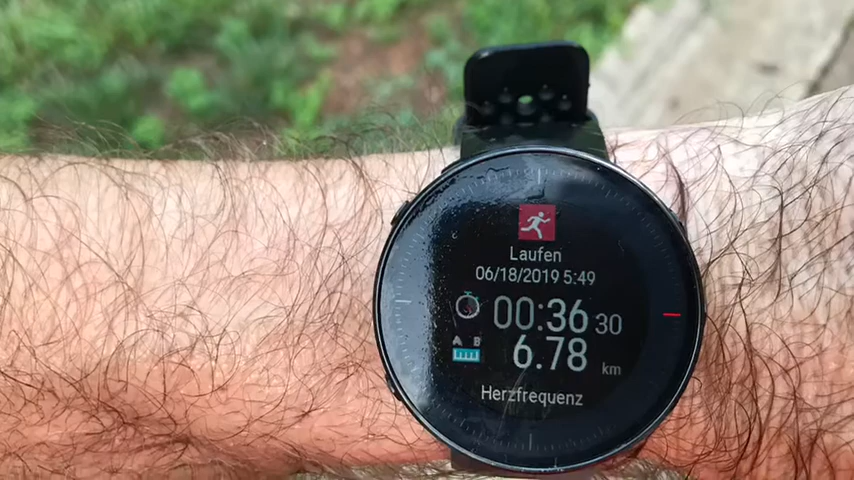 Laufen
06/18/2019 5:49
00:36 30
A B
6.78 km
Herzfrequenz